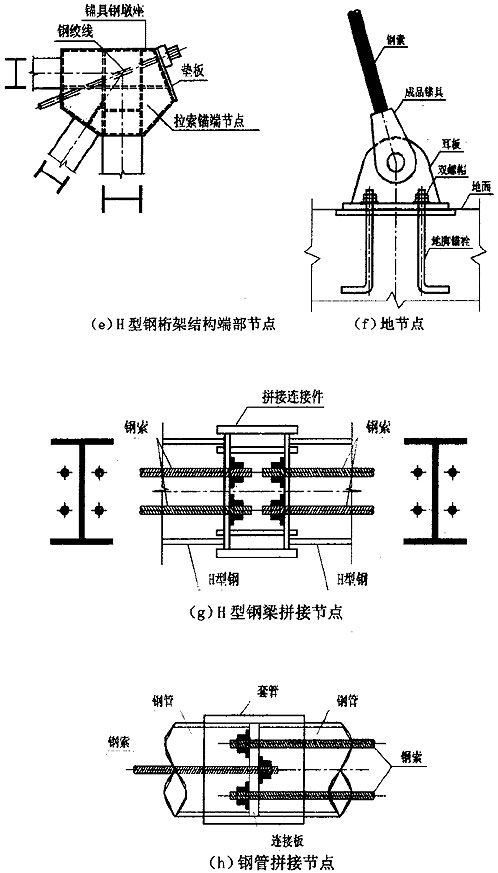 锚具钢墩座
钢绞线
垫板
拉索锚端节点
(e)H型钢桁架结构端部节点
钢索
成品锚具
耳板
双螺帽
地面
地脚锚栓
(f)地节点
拼接连接件
钢索
钢索
H型钢
H型钢
(g)H型钢梁拼接节点
钢管
套管
钢管
钢索
钢索
连接板
(h)钢管拼接节点